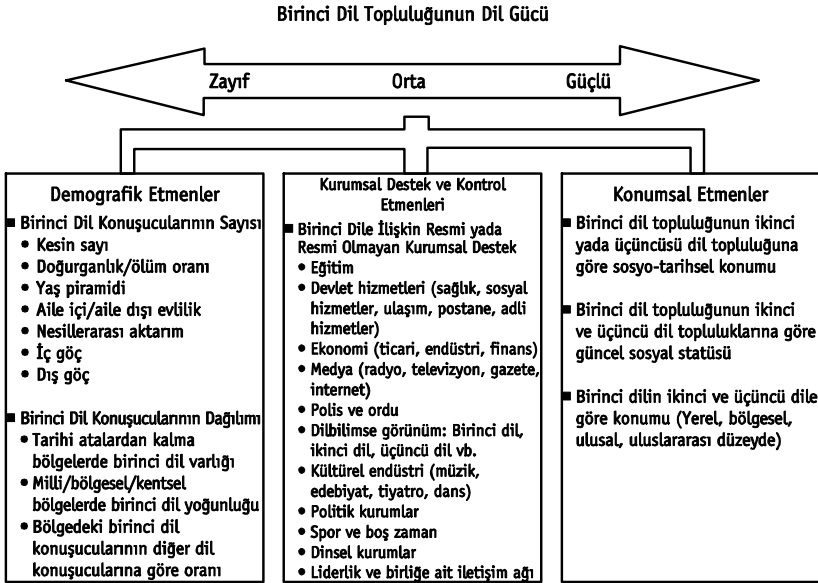 Birinci Dil Topluluğunun Dil Gücü
Zayıf Orta Güçlü
Demografik Etmenler
■ Birinci Dil Konuşucularının Sayısı
• Kesin sayı
• Doğurganlık/ölüm oranı
• Yaş piramidi
• Aile içi/aile dışı evlilik
• Nesillerarası aktarım
• İç göç
• Dış göç
■ Birinci Dil Konuşucularının Dağılımı
• Tarihi atalardan kalma
bölgelerde birinci dil varlığı
• Milli/bölgesel/kentsel
bölgelerde birinci dil yoğunluğu
• Bölgedeki birinci dil
konuşucularının diğer dil
konuşucularına göre oranı
Kurumsal Destek ve Kontrol
Etmenleri
■ Birinci Dile İlişkin Resmi yada
Resmi Olmayan Kurumsal Destek
• Eğitim
• Devlet hizmetleri (sağlık, sosyal
hizmetler, ulaşım, postane, adli
hizmetler)
• Ekonomi (ticari, endüstri, finans)
• Medya (radyo, televizyon, gazete,
internet)
• Polis ve ordu
• Dilbilimse görünüm: Birinci dil,
ikinci dil, üçüncü dil vb.
• Kültürel endüstri (müzik,
edebiyat, tiyatro, dans)
• Politik kurumlar
• Spor ve boş zaman
• Dinsel kurumlar
• Liderlik ve birliğe ait iletişim ağı
Konumsal Etmenler
■ Birinci dil topluluğunun ikinci
yada üçüncüsü dil topluluğuna
göre sosyo-tarihsel konumu
■ Birinci dil topluluğunun ikinci
ve üçüncü dil topluluklarına göre
güncel sosyal statüsü
■ Birinci dilin ikinci ve üçüncü dile
göre konumu (Yerel, bölgesel,
ulusal, uluslararası düzeyde)